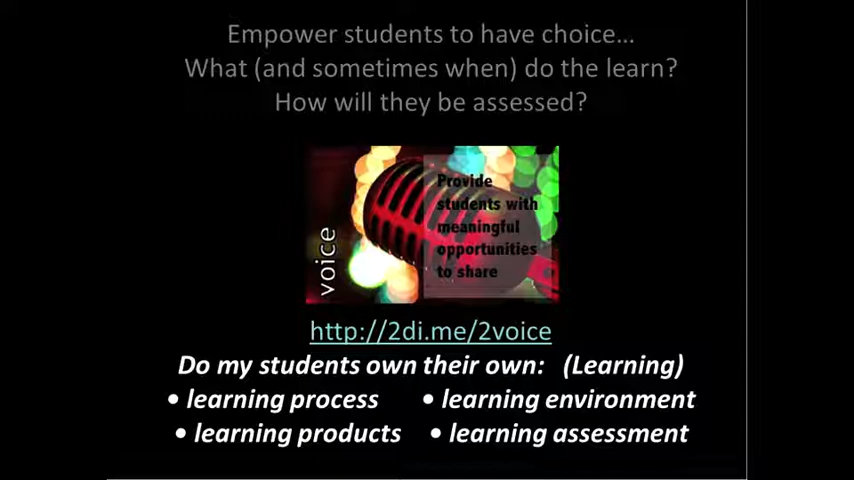 Empower students to have choice...
What (and sometimes when) do the learn?
How will they be assessed?
voice
Provide
students with
meaningful
opportunities
to share
http://2di.me/2voice
Do my students own their own: (Learning)
• learning process • learning environment
• learning products • learning assessment